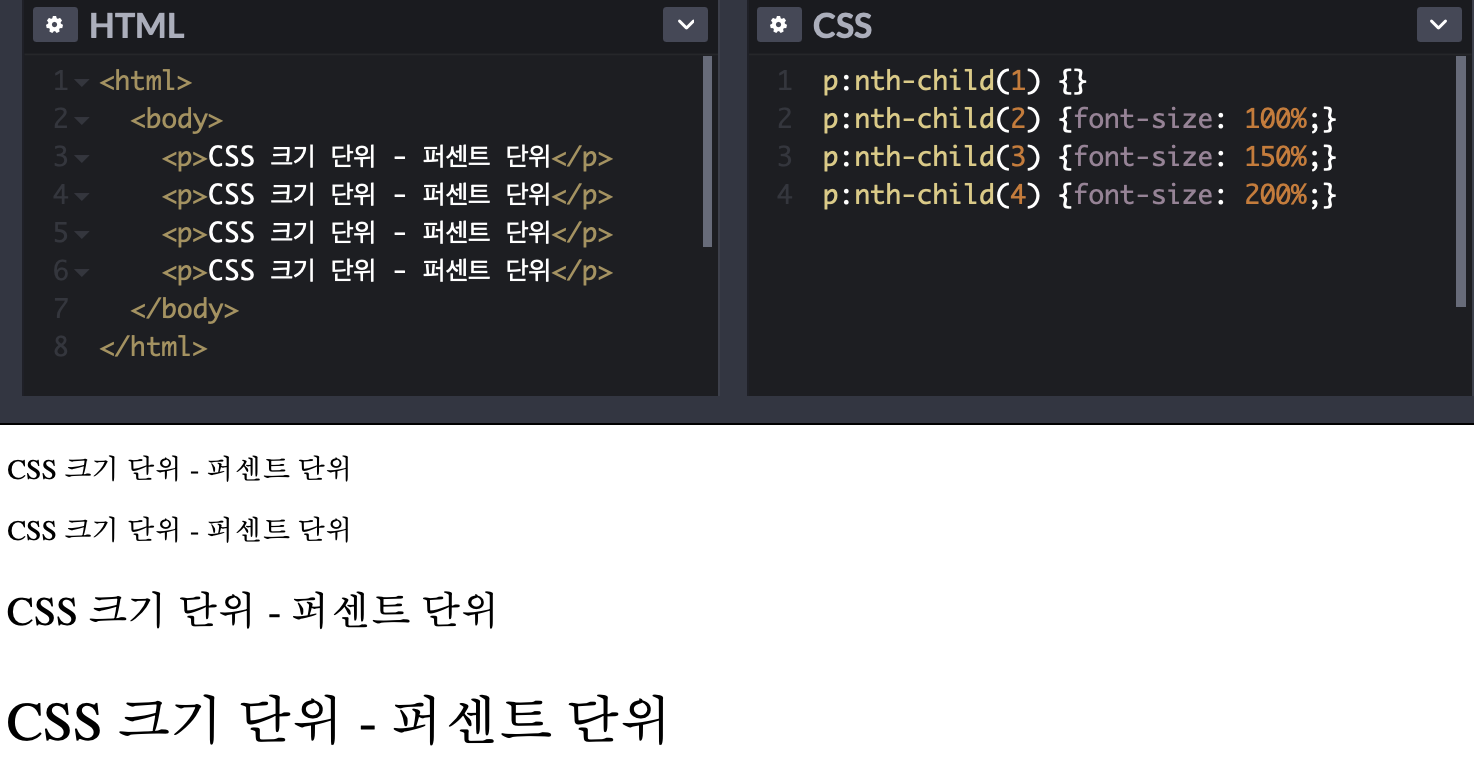 HTML
1 <html>
2 <body>
3 <p>CSS 크기 단위 - 퍼센트 단위</p>
4 <p>CSS 크기 단위 - 퍼센트 단위</p>
5 <p>CSS 크기 단위 - 퍼센트 단위</p>
6 <p>CSS 크기 단위 - 퍼센트 단위</p>
7 </body>
8 </html>
CSS
1 p:nth-child(1) {}
2 p:nth-child(2) {font-size: 100%;}
3 p:nth-child(3) {font-size: 150%;}
4 p:nth-child(4) {font-size: 200%;}
CSS 크기 단위 - 퍼센트 단위
CSS 크기 단위 - 퍼센트 단위
CSS 크기 단위 - 퍼센트 단위
CSS 크기 단위 - 퍼센트 단위